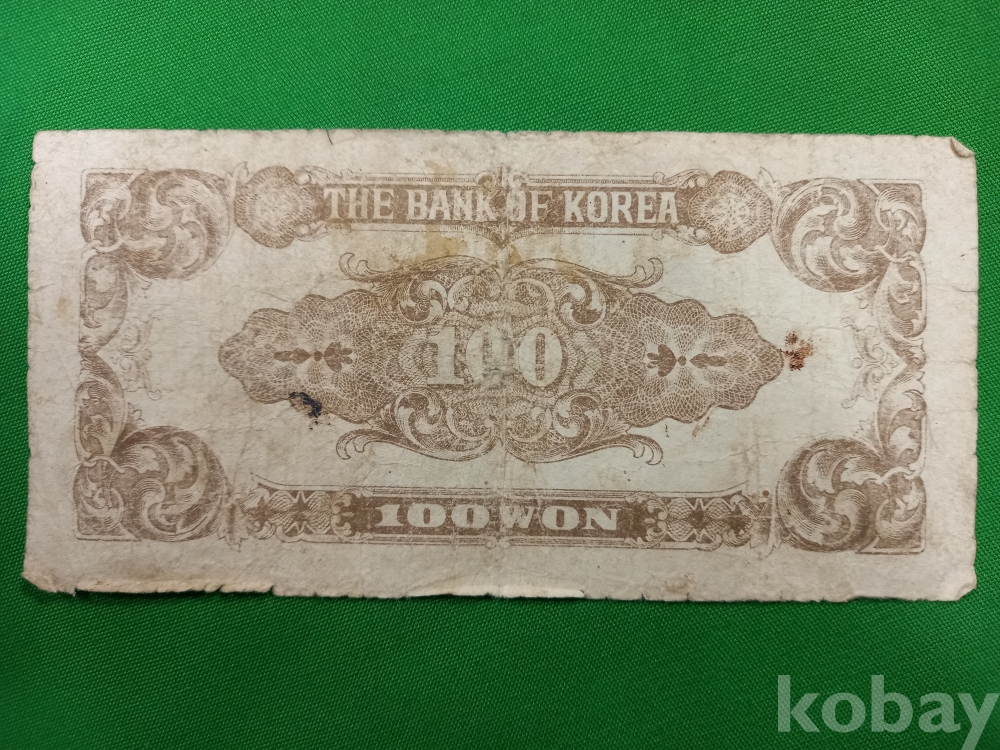 THE BANK OF KOREA
100
100 WON
kobay